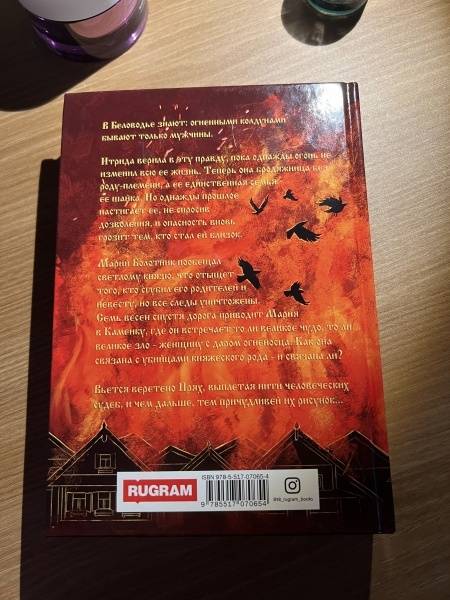 В Беловодье знают: огненными колдунами
бывают только мужчины.
Итрида верила в эту правду, пока однажды огонь не
изменил всю ее жизнь. Теперь она бродяжница без
роду-племени, а ее единственная семья -
ее шайка. Но однажды прошлое
настигает ее, не спросив
дозволения, и опасность вновь
грозит тем, кто стал ей близок.
Марий Болотник пообещал
светлому князю, что отыщет
того, кто сгубил его родителей и
невесту, но все следы уничтожены.
Семь весен спустя дорога приводит Мария
в Каменку, где он встречает то ли великое чудо, то ли
великое зло - женщину с даром огненосца. Как она
связана с убийцами княжеского рода - и связана ли?
Вьется веретено Прях, выплетая нити человеческих
судеб, и чем дальше, тем причудливей их рисунок...
RUGRAM
ISBN 978-5-517-07065-4
9 785517 070654
@t8_rugram_books